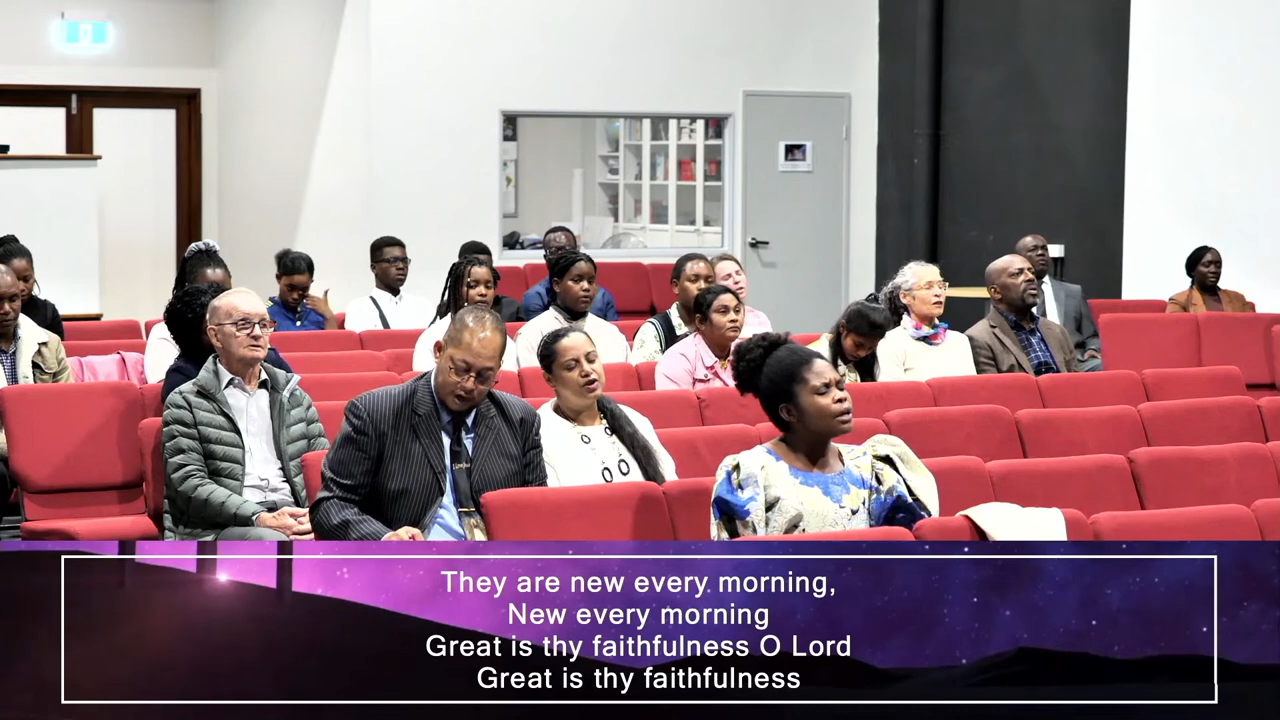 They are new every morning,
New every morning
Great is thy faithfulness O Lord
Great is thy faithfulness